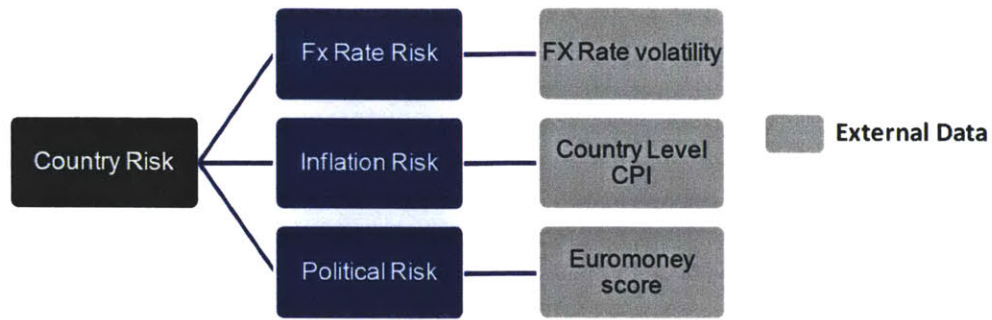 Fx Rate Risk
FX Rate volatility
Country Risk
Inflation Risk
Country Level
CPI
External Data
Political Risk
Euromoney
score